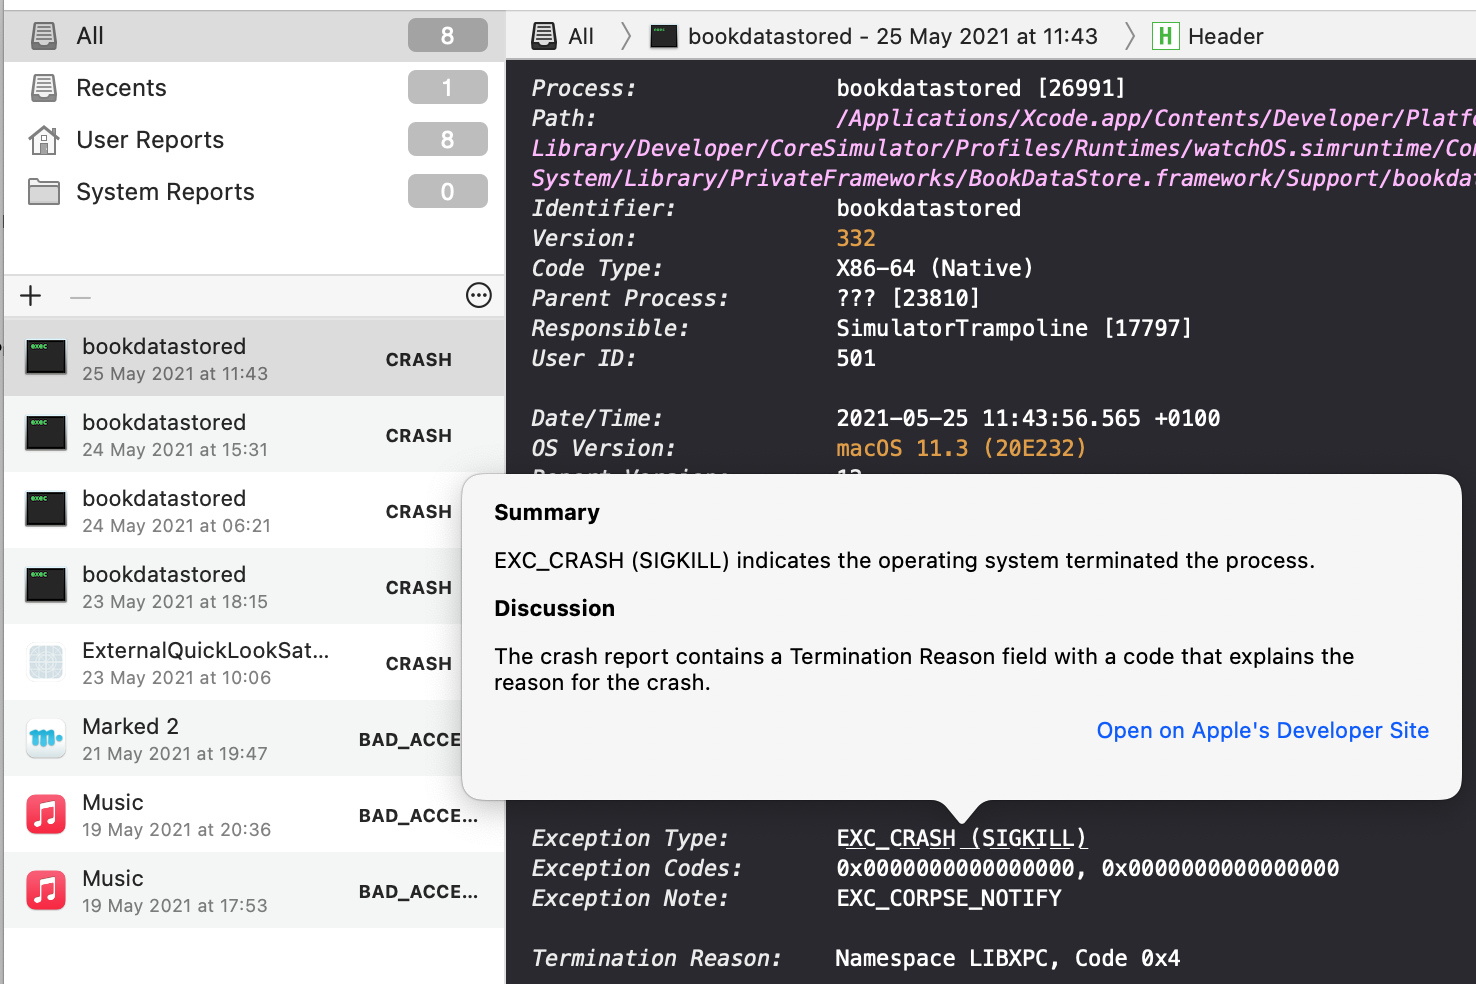 All 8
Recents 1
User Reports 8
System Reports 0
bookdatastored
25 May 2021 at 11:43
CRASH
bookdatastored
24 May 2021 at 15:31
CRASH
bookdatastored
24 May 2021 at 06:21
CRASH
bookdatastored
23 May 2021 at 18:15
CRASH
ExternalQuickLookSat...
23 May 2021 at 10:06
CRASH
Marked 2
21 May 2021 at 19:47
BAD_ACCE
Music
19 May 2021 at 20:36
BAD_ACCE...
Music
19 May 2021 at 17:53
BAD_ACCE...
All bookdatastored - 25 May 2021 at 11:43 H Header
Process: bookdatastored [26991]
Path: /Applications/Xcode.app/Contents/Developer/Platfo
Library/Developer/CoreSimulator/Profiles/Runtimes/watchOS.simruntime/Con
System/Library/PrivateFrameworks/BookDataStore.framework/Support/bookdat
Identifier: bookdatastored
Version: 332
Code Type: X86-64 (Native)
Parent Process: ??? [23810]
Responsible: SimulatorTrampoline [17797]
User ID: 501
Date/Time: 2021-05-25 11:43:56.565 +0100
OS Version: macOS 11.3 (20E232)
Report Version: 12
Summary
EXC_CRASH (SIGKILL) indicates the operating system terminated the process.
Discussion
The crash report contains a Termination Reason field with a code that explains the
reason for the crash.
Open on Apple's Developer Site
Exception Type: EXC_CRASH (SIGKILL)
Exception Codes: 0x0000000000000000, 0x0000000000000000
Exception Note: EXC_CORPSE_NOTIFY
Termination Reason: Namespace LIBXPC, Code 0x4